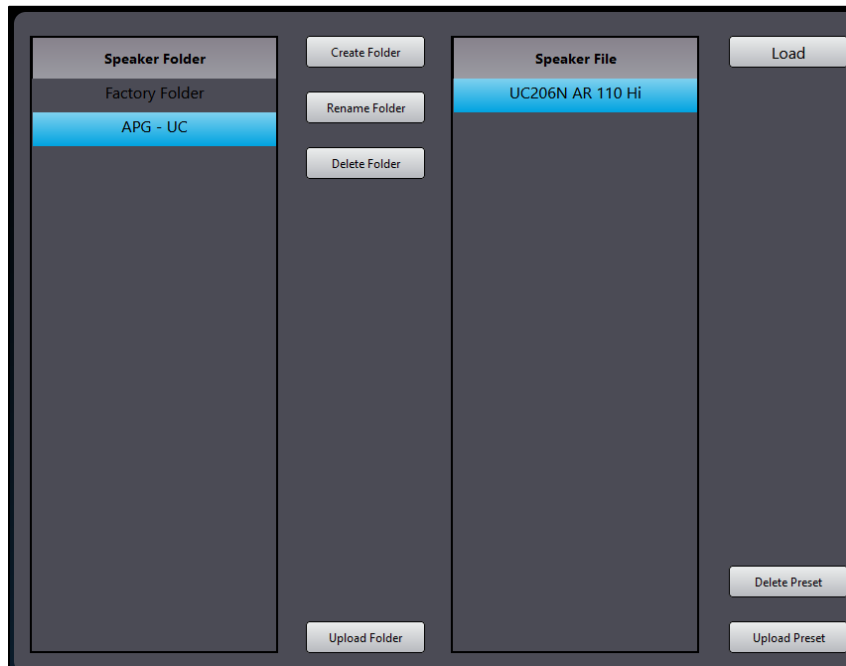 Speaker Folder
Factory Folder
APG - UC
Create Folder
Rename Folder
Delete Folder
Upload Folder
Speaker File
UC206N AR 110 Hi
Load
Delete Preset
Upload Preset